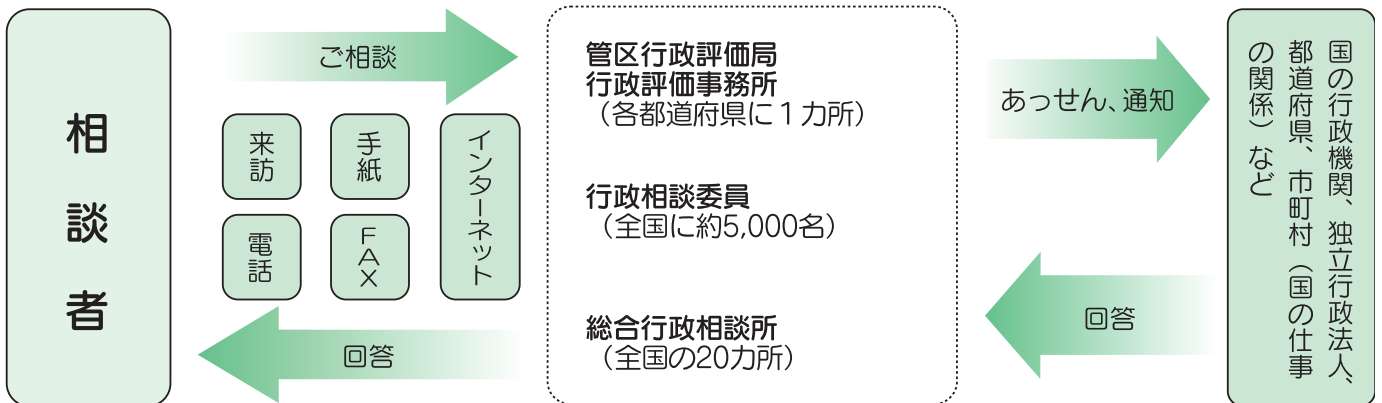 相談者
ご相談
来訪
手紙
インターネット
電話
FAX
回答
管区行政評価局
行政評価事務所
（各都道府県に１カ所）
行政相談委員
（全国に約5,000名）
総合行政相談所
（全国の20カ所）
あっせん、通知
回答
国の行政機関、独立行政法人、
都道府県、市町村（国の仕事
の関係）など